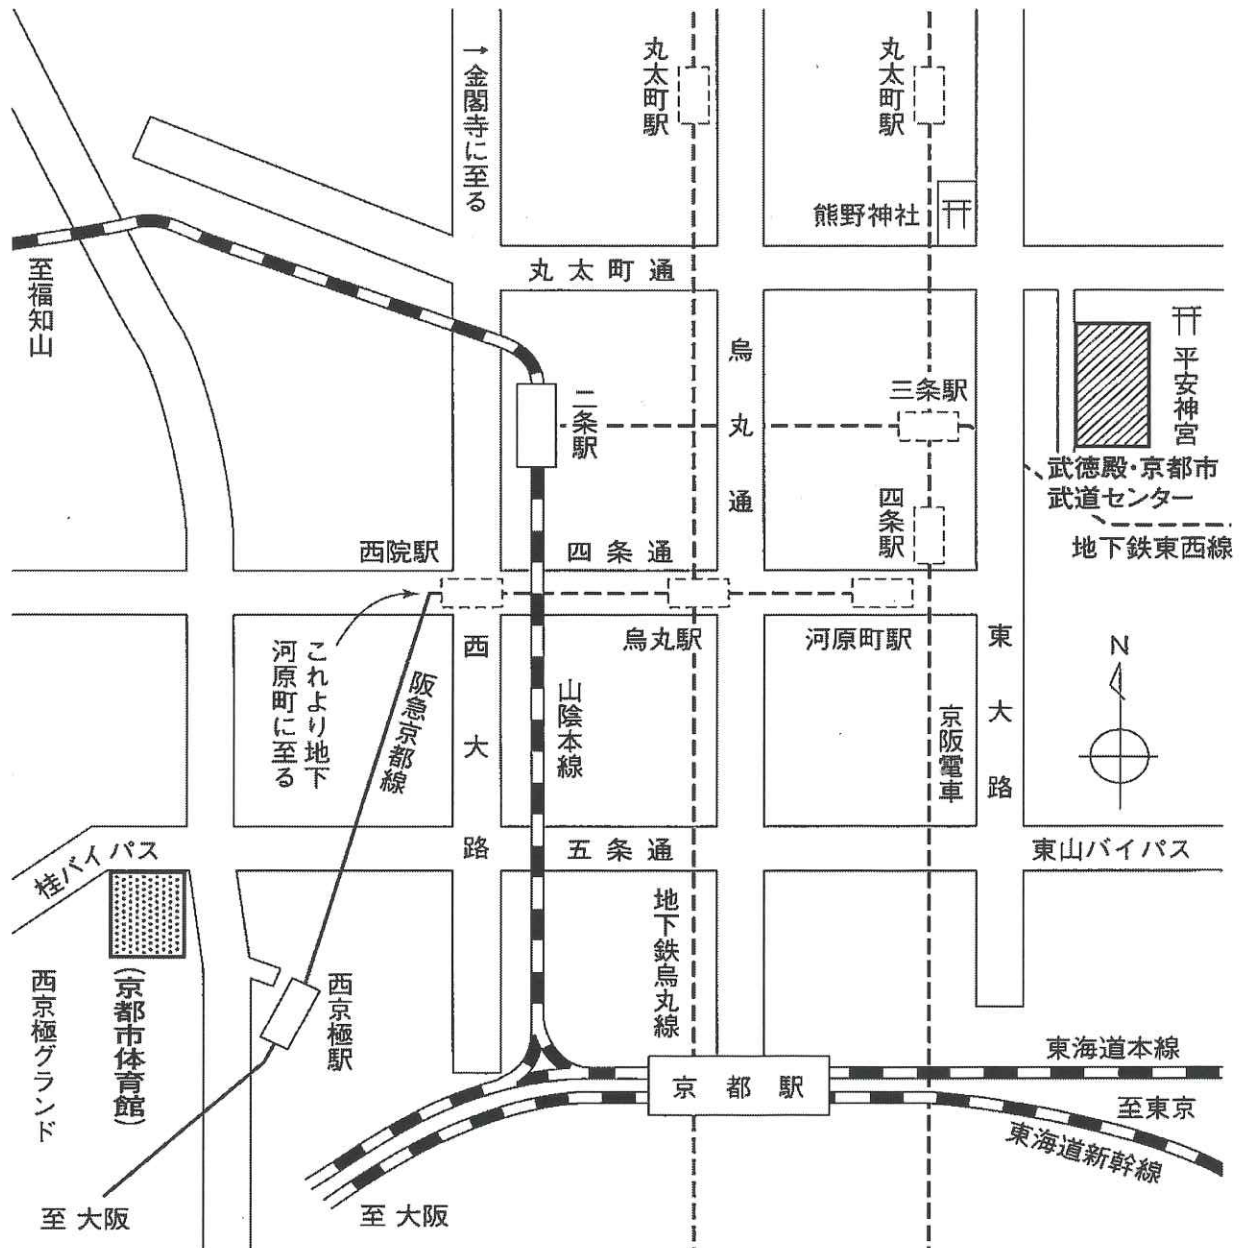 →金閣寺に至る
丸太町駅
丸太町駅
熊野神社
至福知山
丸太町通
烏丸通
二条駅
三条駅
平安神宮
武徳殿・京都市
武道センター
四条駅
地下鉄東西線
西院駅
四条通
烏丸駅
河原町駅
これより地下
河原町に至る
阪急京都線
西大路
山陰本線
京阪電車
東大路
N
桂バイパス
五条通
東山バイパス
西京極グランド
(京都市体育館)
西京極駅
地下鉄烏丸線
京都駅
東海道本線
至東京
東海道新幹線
至 大阪
至 大阪